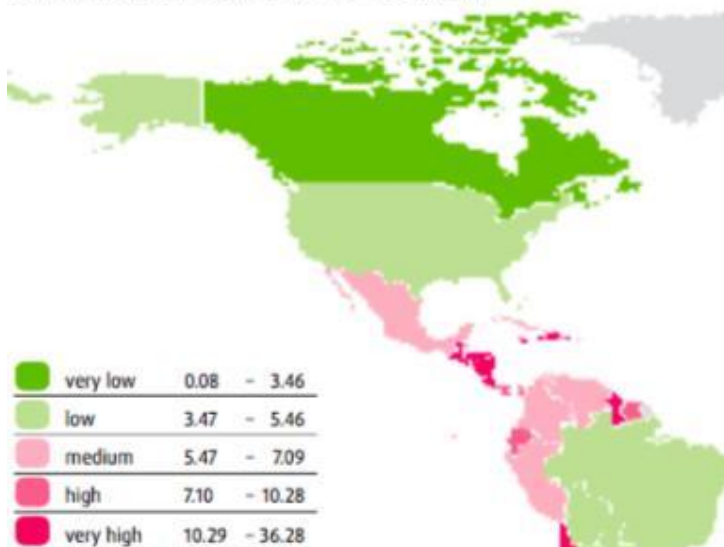 very low 0.08 – 3.46
low 3.47 – 5.46
medium 5.47 – 7.09
high 7.10 – 10.28
very high 10.29 – 36.28